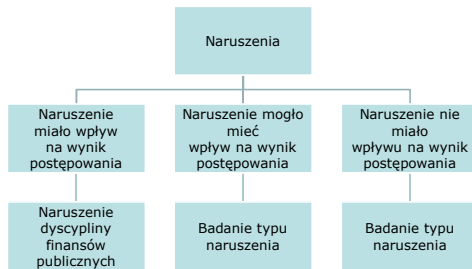 Naruszenia
Naruszenie
miało wpływ
na wynik
postępowania
Naruszenie mogło
mieć
wpływ na wynik
postępowania
Naruszenie nie
miało
wpływu na wynik
postępowania
Naruszenie
dyscypliny
finansów
publicznych
Badanie typu
naruszenia
Badanie typu
naruszenia